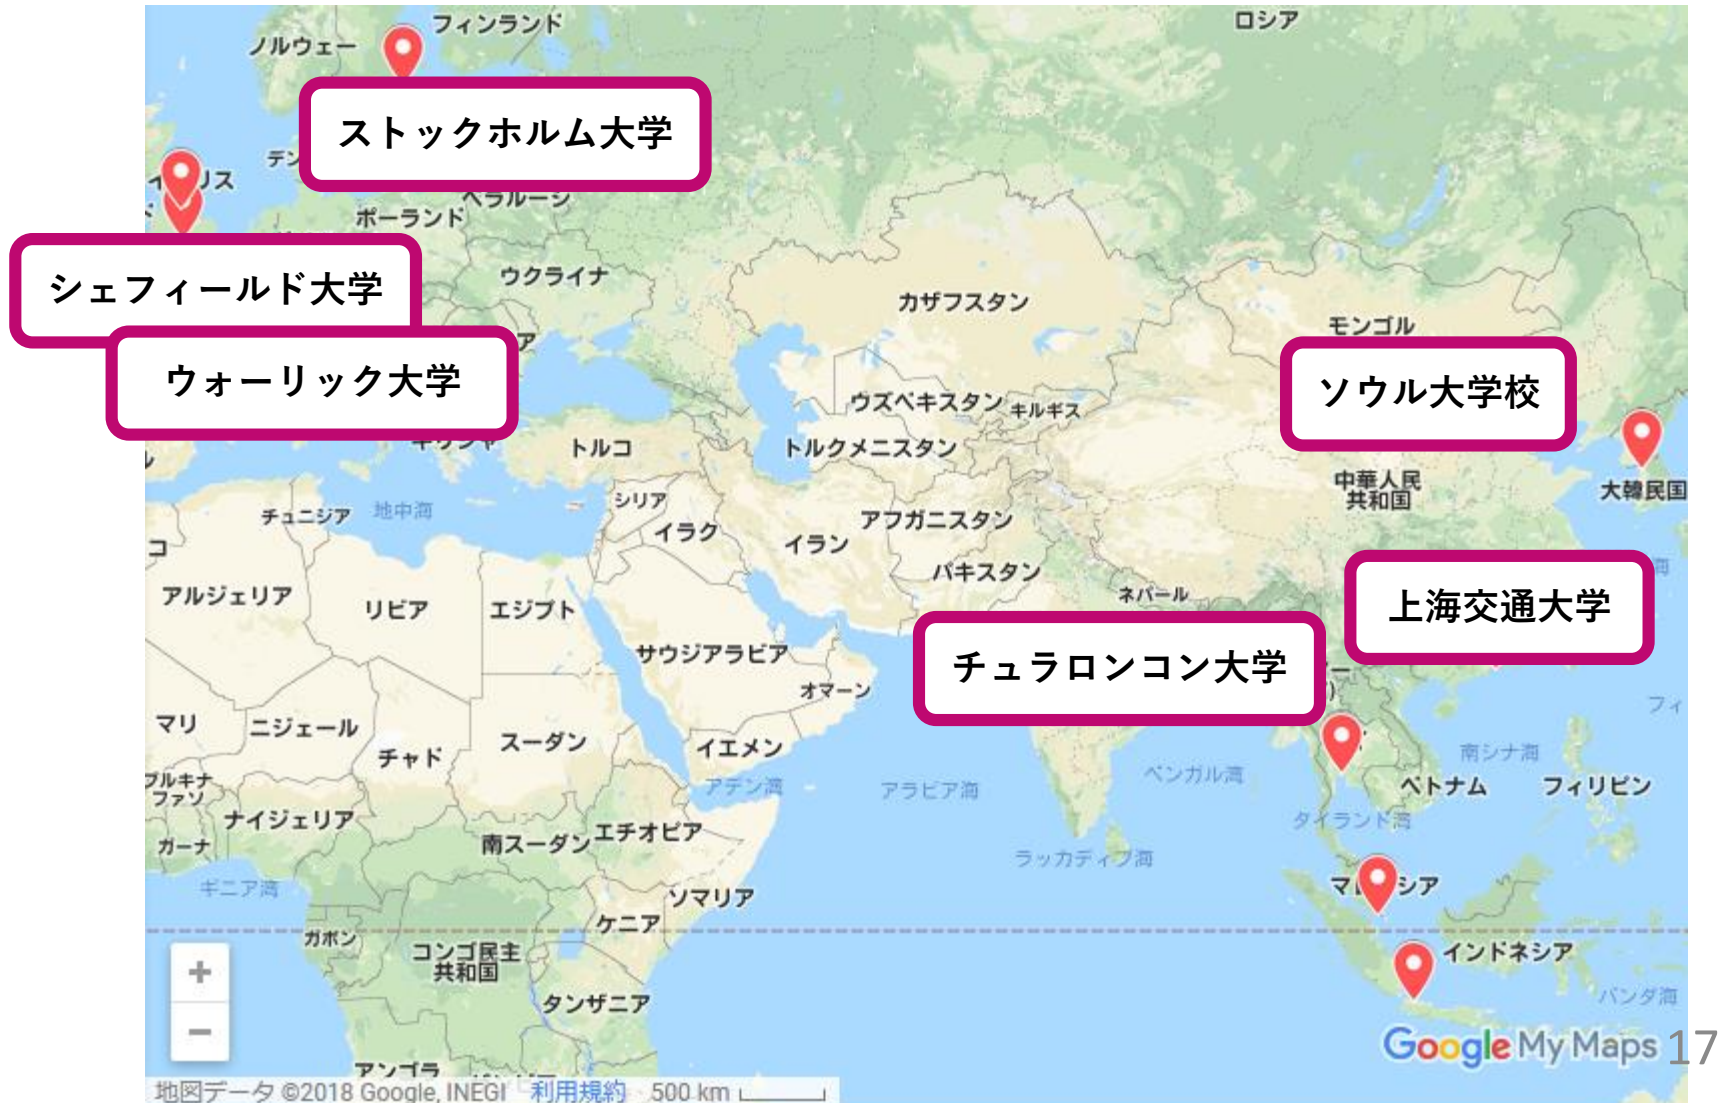 フィンランド
ロシア
ノルウェー
ストックホルム大学
デン
リス
ベラルーシ
ポーランド
シェフィールド大学
ウクライナ
カザフスタン
モンゴル
ア
ウォーリック大学
ソウル大学校
ウズベキスタン
キルギス
トルコ
トルクメニスタン
中華人民
共和国
大韓民国
シリア
チュニジア
地中海
イラク
アフガニスタン
イラン
コ
パキスタン
海
アルジェリア
リビア
エジプト
ネパール
上海交通大学
サウジアラビア
チュラロンコン大学
オマーン
フィ
マリ
ニジェール
チャド
スーダン
イエメン
南シナ海
ブルキナ
ファソ
アデン湾
アラビア海
ベンガル湾
ベトナム
フィリピン
ナイジェリア
南スーダン
エチオピア
タイランド湾
ガーナ
ラッカディブ海
ギニア湾
ソマリア
マレーシア
ケニア
ガボン
コンゴ民主
共和国
インドネシア
タンザニア
バンダ海
Google My Maps
17
アンゴラ
地図データ ©2018 Google, INEGI
利用規約
500 km